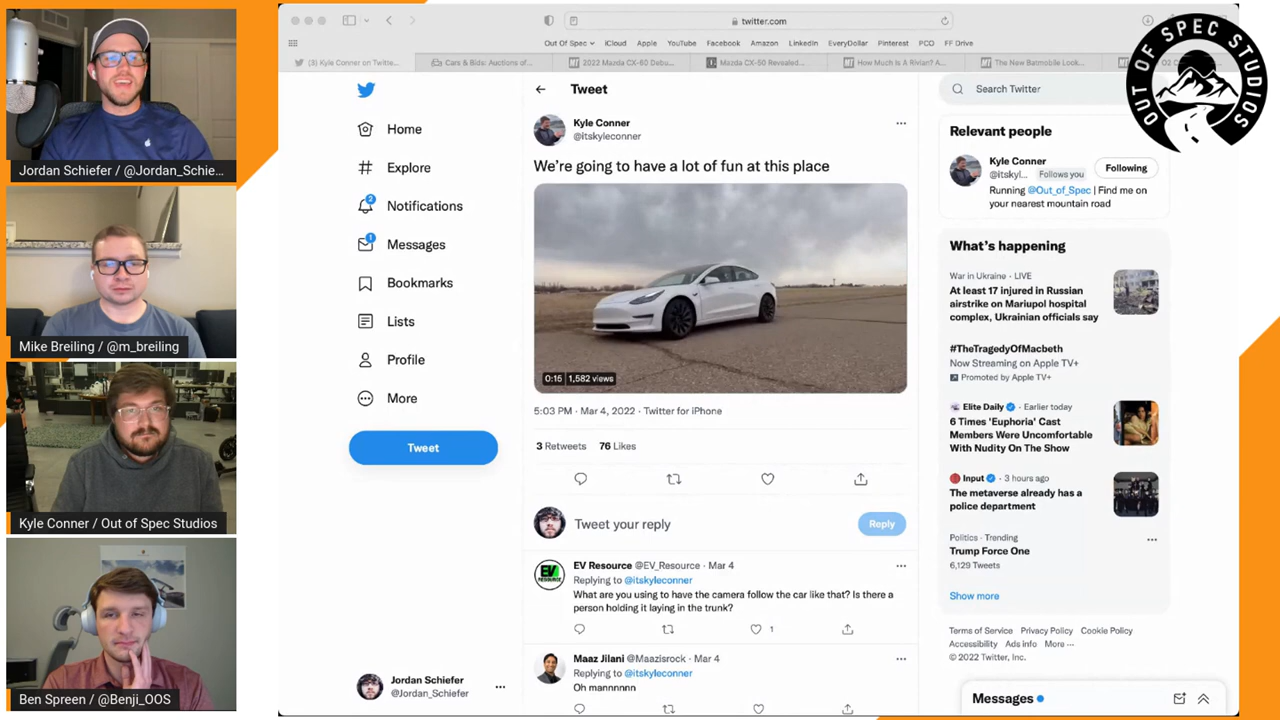 Jordan Schiefer / @Jordan_Schie...
Mike Breiling / @m_breiling
Kyle Conner / Out of Spec Studios
Ben Spreen / @Benji_OOS
twitter.com
Out Of Spec
iCloud
Apple
YouTube
Facebook
Amazon
LinkedIn
EveryDollar
Pinterest
PCO
FF Drive
(3) Kyle Conner on Twitter...
Cars & Bids: Auctions of...
2022 Mazda CX-60 Debu...
Mazda CX-50 Revealed...
How Much Is A Rivian? A...
The New Batmobile Look...
OUT OF SPEC STUDIOS
Home
Explore
2
Notifications
1
Messages
Bookmarks
Lists
Profile
More
Tweet
Jordan Schiefer
@Jordan_Schiefer
Tweet
Kyle Conner
@itskyleconner
We're going to have a lot of fun at this place
0:15 1,582 views
5:03 PM · Mar 4, 2022 · Twitter for iPhone
3 Retweets 76 Likes
Tweet your reply
Reply
EV RESOURCE
EV Resource @EV_Resource · Mar 4
Replying to @itskyleconner
What are you using to have the camera follow the car like that? Is there a
person holding it laying in the trunk?
1
Maaz Jilani @Maazisrock · Mar 4
Replying to @itskyleconner
Oh mannnnnn
Search Twitter
Relevant people
Kyle Conner
@itskyl... Follows you
Following
Running @Out_of_Spec | Find me on
your nearest mountain road
What's happening
War in Ukraine · LIVE
At least 17 injured in Russian
airstrike on Mariupol hospital
complex, Ukrainian officials say
#TheTragedyOfMacbeth
Now Streaming on Apple TV+
Promoted by Apple TV+
Elite Daily · Earlier today
6 Times 'Euphoria' Cast
Members Were Uncomfortable
With Nudity On The Show
Input · 3 hours ago
The metaverse already has a
police department
Politics · Trending
Trump Force One
6,129 Tweets
Show more
Terms of Service Privacy Policy Cookie Policy
Accessibility Ads info More ...
© 2022 Twitter, Inc.
Messages